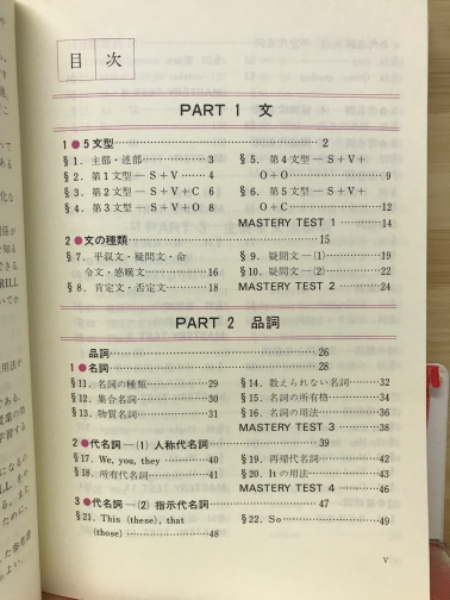 目次
PART 1 文
1●5文型 2
§1. 主部・述部 3
§2. 第1文型—S+V 4
§3. 第2文型—S+V+C 6
§4. 第3文型—S+V+O 8
§5. 第4文型—S+V+
O+O 9
§6. 第5文型—S+V+
O+C 12
MASTERY TEST 1 14
2●文の種類 15
§7. 平叙文・疑問文・命
令文・感嘆文 16
§8. 肯定文・否定文 18
§9. 疑問文—(1) 19
§10. 疑問文—(2) 22
MASTERY TEST 2 24
PART 2 品詞
品詞 26
1●名詞 28
§11. 名詞の種類 29
§12. 集合名詞 30
§13. 物質名詞 31
§14. 数えられない名詞 32
§15. 名詞の所有格 34
§16. 名詞の用法 36
MASTERY TEST 3 38
2●代名詞—(1) 人称代名詞 39
§17. We, you, they 40
§18. 所有代名詞 41
§19. 再帰代名詞 42
§20. Itの用法 43
MASTERY TEST 4 46
3●代名詞—(2) 指示代名詞 47
§21. This (these), that
(those) 48
§22. So 49
v